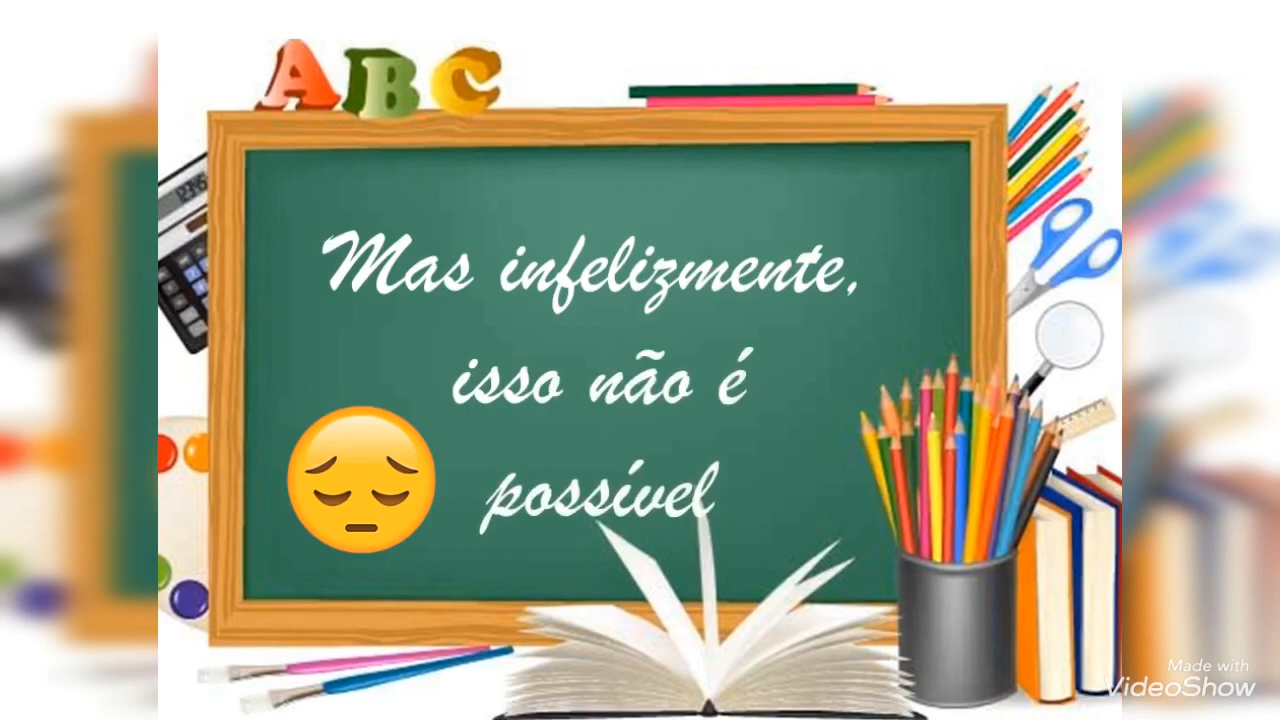 ABC
Mas infelizmente,
isso não é
possível
Made with
VideoShow